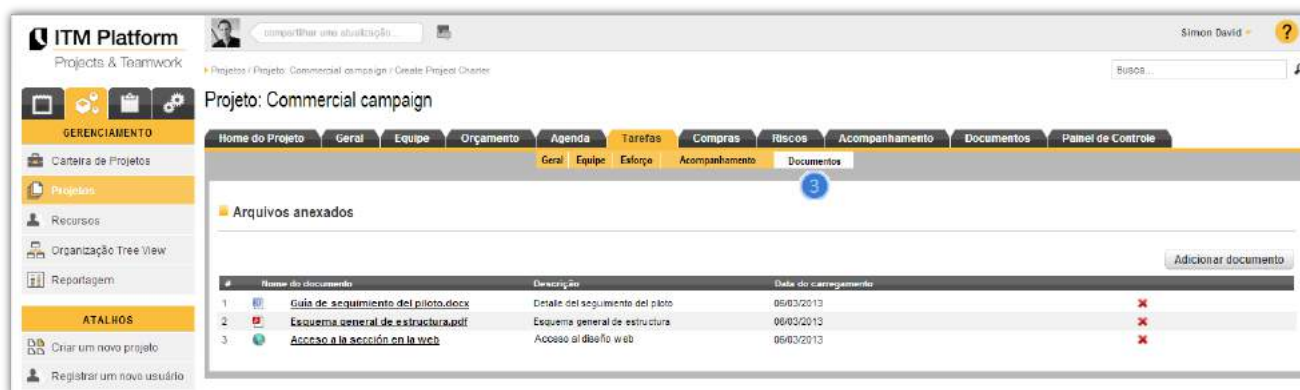 ITM Platform
Projects & Teamwork
compartilhar uma atualização...
Simon David
?
Projetos / Projeto: Commercial campaign / Create Project Charter
Busca...
Projeto: Commercial campaign
GERENCIAMENTO
Carteira de Projetos
Projetos
Recursos
Organização Tree View
Reportagem
ATALHOS
Criar um novo projeto
Registrar um novo usuário
Home do Projeto Geral Equipe Orçamento Agenda Tarefas Compras Riscos Acompanhamento Documentos Painel de Controle
Geral Equipe Esforço Acompanhamento Documentos
3
Arquivos anexados
Adicionar documento
# Nome do documento Descrição Data do carregamento
1 Guia de seguimiento del piloto.docx Detalle del seguimiento del piloto 06/03/2013
2 Esquema general de estructura.pdf Esquema general de estructura 06/03/2013
3 Acceso a la sección en la web Acceso al diseño web 06/03/2013